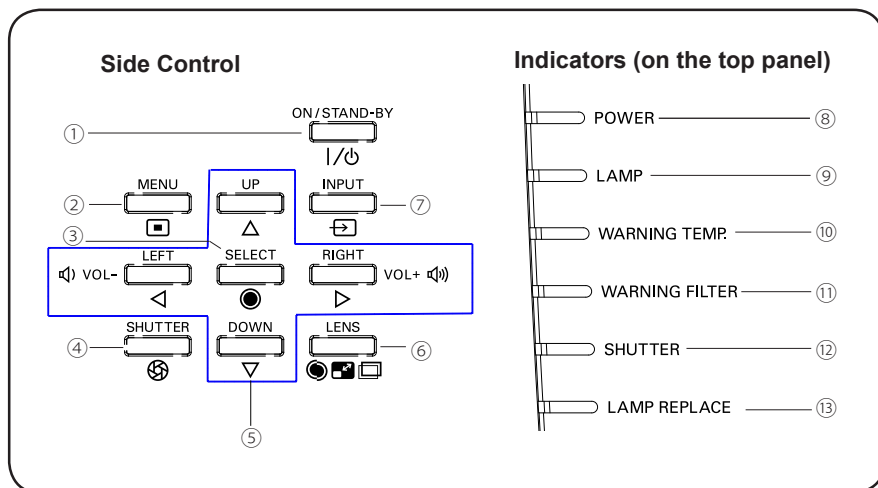 Side Control
ON/STAND-BY
①
MENU
UP
INPUT
②
⑦
③
LEFT
SELECT
RIGHT
VOL-
VOL+
SHUTTER
DOWN
LENS
④
⑥
⑤
Indicators (on the top panel)
POWER ⑧
LAMP ⑨
WARNING TEMP. ⑩
WARNING FILTER ⑪
SHUTTER ⑫
LAMP REPLACE ⑬